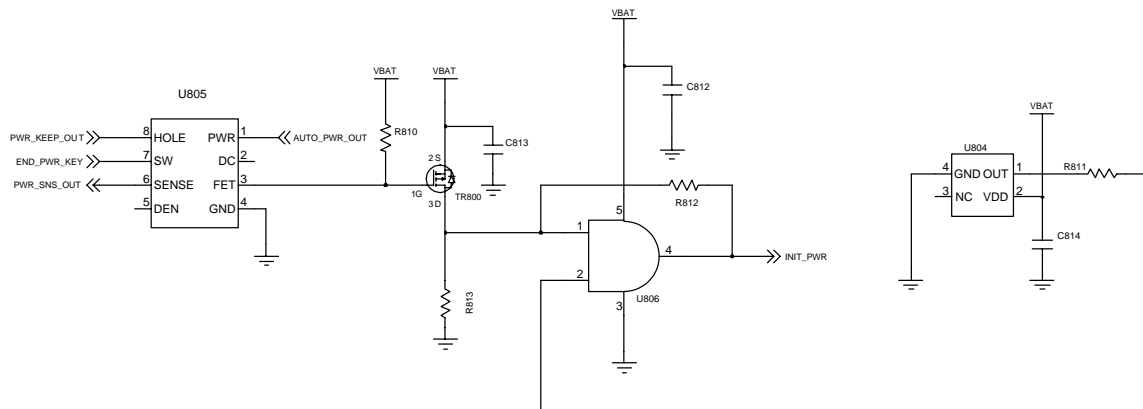 U805
PWR_KEEP_OUT
8
HOLE
PWR
1
AUTO_PWR_OUT
END_PWR_KEY
7
SW
DC
2
PWR_SNS_OUT
6
SENSE
FET
3
5
DEN
GND
4
VBAT
R810
VBAT
C813
2 S
1G
3 D
TR800
R813
VBAT
C812
R812
5
1
2
4
3
U806
INIT_PWR
VBAT
U804
4
GND OUT
1
R811
3
NC
VDD
2
C814